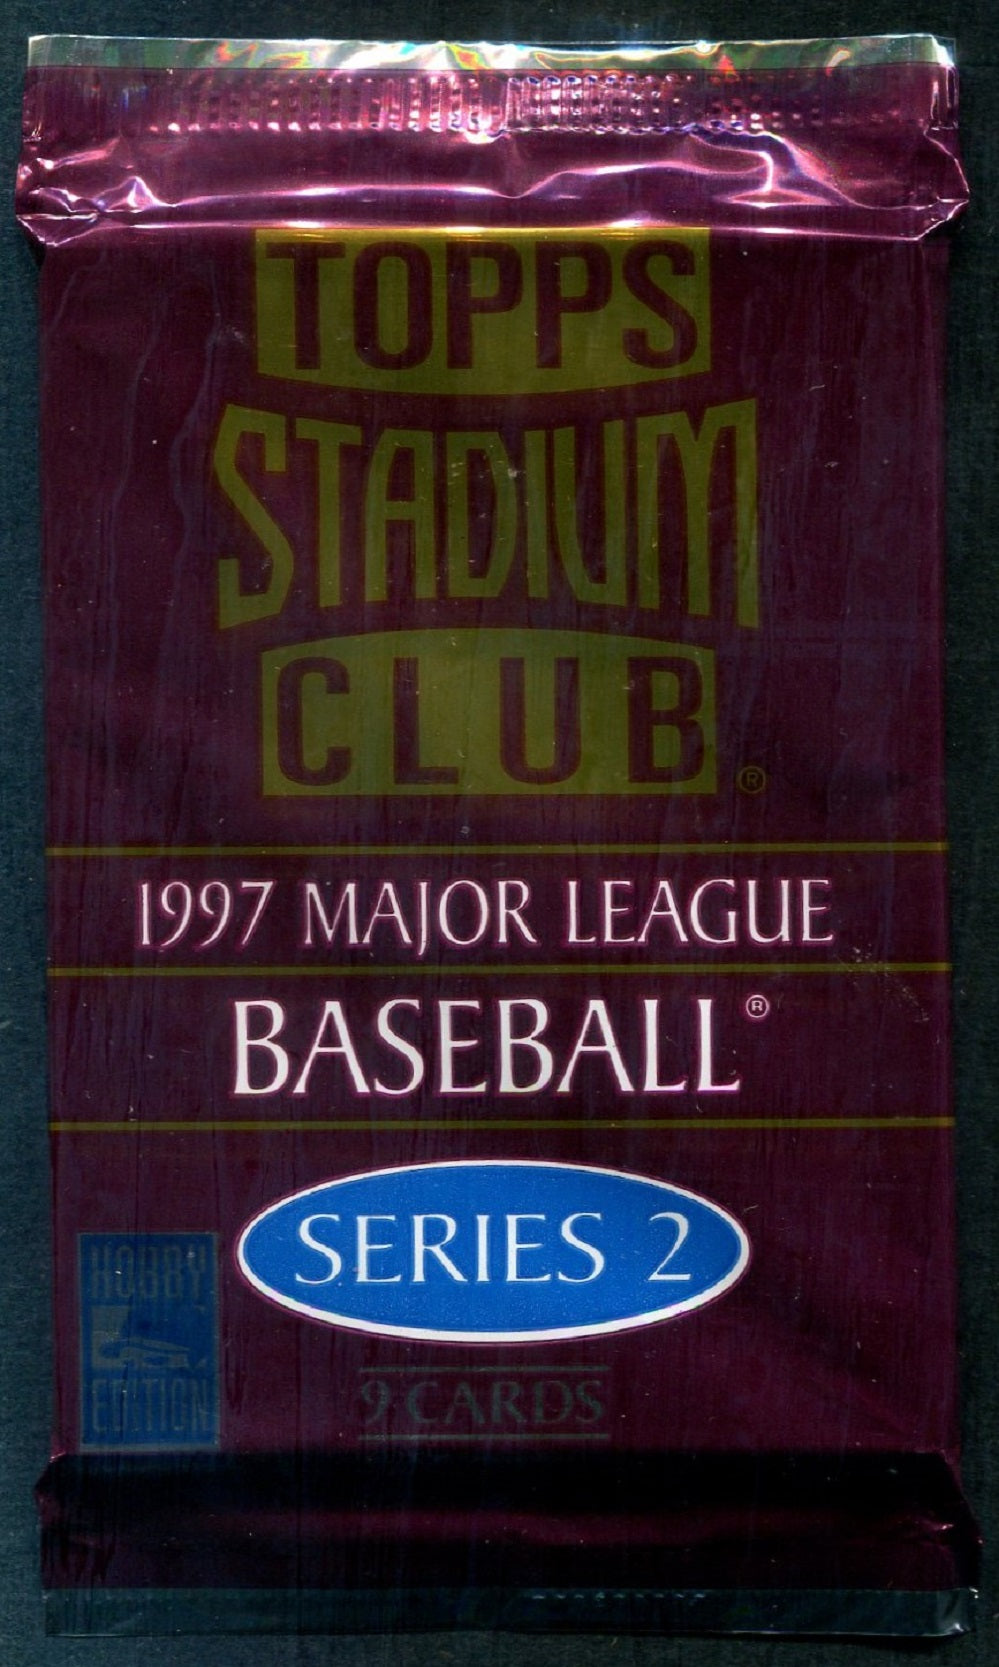 TOPPS
STADIUM
CLUB®
1997 MAJOR LEAGUE
BASEBALL®
SERIES 2
HOBBY
EDITION
9 CARDS